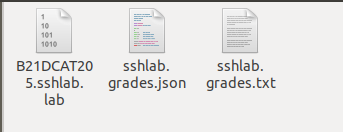 1
10
101
1010
B21DCAT20
5.sshlab.
lab
sshlab.
grades.json
sshlab.
grades.txt